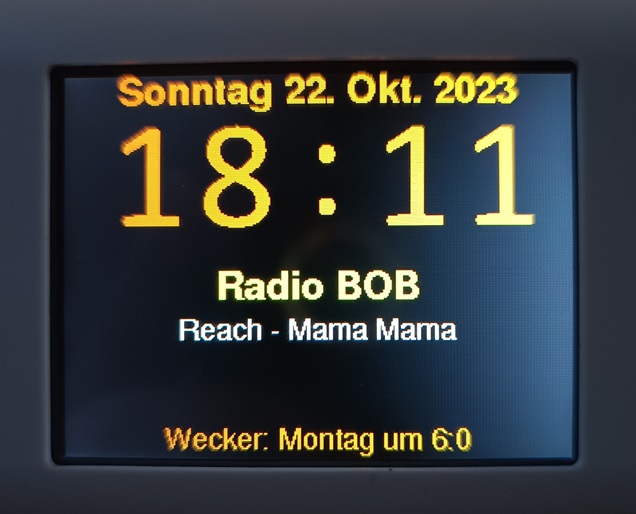 Sonntag 22. Okt. 2023
18:11
Radio BOB
Reach - Mama Mama
Wecker: Montag um 6:0